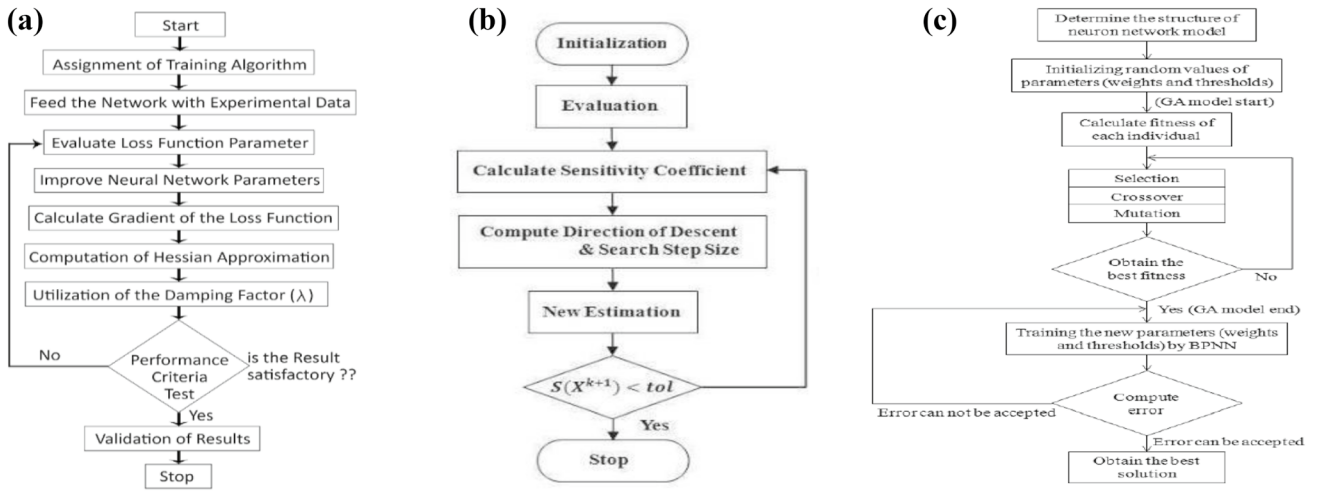 (a)
Start
Assignment of Training Algorithm
Feed the Network with Experimental Data
Evaluate Loss Function Parameter
Improve Neural Network Parameters
Calculate Gradient of the Loss Function
Computation of Hessian Approximation
Utilization of the Damping Factor (λ)
No
Performance
Criteria
Test
is the Result
satisfactory ??
Yes
Validation of Results
Stop
(b)
Initialization
Evaluation
Calculate Sensitivity Coefficient
Compute Direction of Descent
& Search Step Size
New Estimation
S(X^{k+1}) < tol
Yes
Stop
(c)
Determine the structure of
neuron network model
Initializing random values of
parameters (weights and thresholds)
(GA model start)
Calculate fitness of
each individual
Selection
Crossover
Mutation
Obtain the
best fitness
No
Yes (GA model end)
Training the new parameters (weights
and thresholds) by BPNN
Compute
error
Error can not be accepted
Error can be accepted
Obtain the best
solution